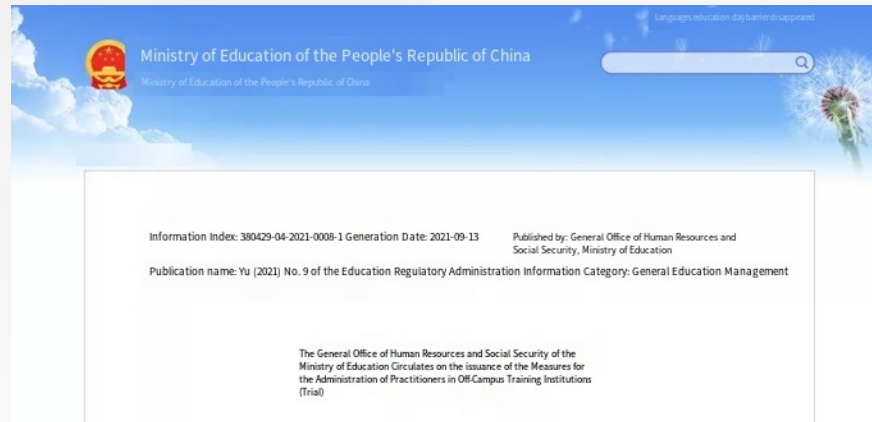 Languages education day barrier disappeared
Ministry of Education of the People's Republic of China
Ministry of Education of the People's Republic of China
Information Index: 380429-04-2021-0008-1 Generation Date: 2021-09-13
Published by: General Office of Human Resources and
Social Security, Ministry of Education
Publication name: Yu (2021) No. 9 of the Education Regulatory Administration Information Category: General Education Management
The General Office of Human Resources and Social Security of the
Ministry of Education Circulates on the issuance of the Measures for
the Administration of Practitioners in Off-Campus Training Institutions
(Trial)